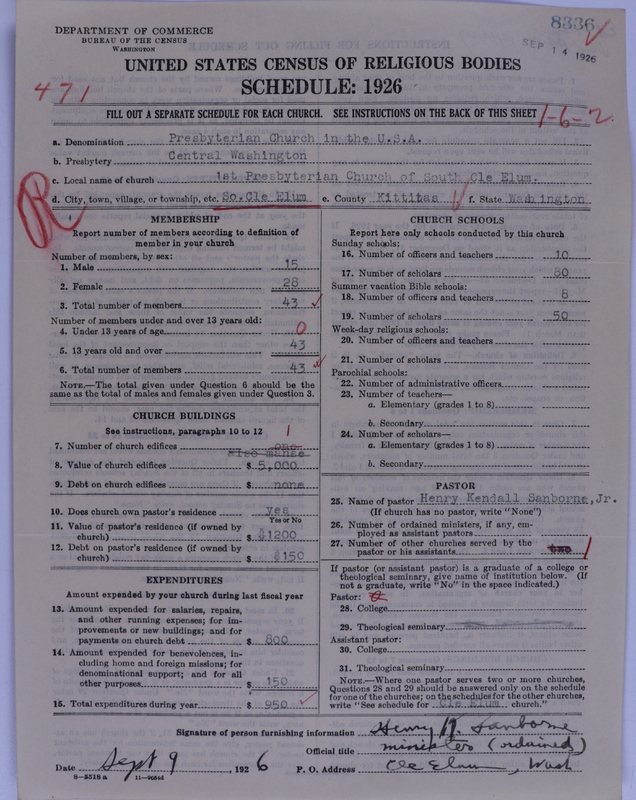 DEPARTMENT OF COMMERCE
BUREAU OF THE CENSUS
WASHINGTON
8336
SEP 14 1926
UNITED STATES CENSUS OF RELIGIOUS BODIES
SCHEDULE: 1926
471
FILL OUT A SEPARATE SCHEDULE FOR EACH CHURCH. SEE INSTRUCTIONS ON THE BACK OF THIS SHEET
1-6-2
a. Denomination Presbyterian Church in the U.S.A.
b. Presbytery Central Washington
c. Local name of church 1st Presbyterian Church of South Cle Elum.
d. City, town, village, or township, etc. So. Cle Elum e. County Kittitas f. State Washington
R
MEMBERSHIP
Report number of members according to definition of
member in your church
Number of members, by sex:
1. Male 15
2. Female 28
3. Total number of members 43
Number of members under and over 13 years old:
4. Under 13 years of age 0
5. 13 years old and over 43
6. Total number of members 43
NOTE.—The total given under Question 6 should be the
same as the total of males and females given under Question 3.
CHURCH BUILDINGS
See instructions, paragraphs 10 to 12
1
7. Number of church edifices one
also manse
8. Value of church edifices $5,000
9. Debt on church edifices $ none
10. Does church own pastor's residence yes
Yes or No
11. Value of pastor's residence (if owned by
church) $ $1200
12. Debt on pastor's residence (if owned by
church) $150
EXPENDITURES
Amount expended by your church during last fiscal year
13. Amount expended for salaries, repairs,
and other running expenses; for im-
provements or new buildings; and for
payments on church debt $ 800
14. Amount expended for benevolences, in-
cluding home and foreign missions; for
denominational support; and for all
other purposes $ 150
15. Total expenditures during year $ 950
CHURCH SCHOOLS
Report here only schools conducted by this church
Sunday schools:
16. Number of officers and teachers 10
17. Number of scholars 80
Summer vacation Bible schools:
18. Number of officers and teachers 8
19. Number of scholars 50
Week-day religious schools:
20. Number of officers and teachers
21. Number of scholars
Parochial schools:
22. Number of administrative officers
23. Number of teachers—
a. Elementary (grades 1 to 8)
b. Secondary
24. Number of scholars—
a. Elementary (grades 1 to 8)
b. Secondary
PASTOR
25. Name of pastor Henry Kendall Sanborne, Jr.
(If church has no pastor, write "None")
26. Number of ordained ministers, if any, em-
ployed as assistant pastors
27. Number of other churches served by the
pastor or his assistants two 1
If pastor (or assistant pastor) is a graduate of a college or
theological seminary, give name of institution below. (If
not a graduate, write "No" in the space indicated.)
Pastor:
28. College
29. Theological seminary
Assistant pastor:
30. College
31. Theological seminary
NOTE.—Where one pastor serves two or more churches,
Questions 28 and 29 should be answered only on the schedule
for one of the churches; on the schedules for the other churches,
write "See schedule for Cle Elum church."
Signature of person furnishing information Henry K. Sanborne
Official title minister (ordained)
Date Sept 9, 1926 P. O. Address Cle Elum, Wash
8-5518 a